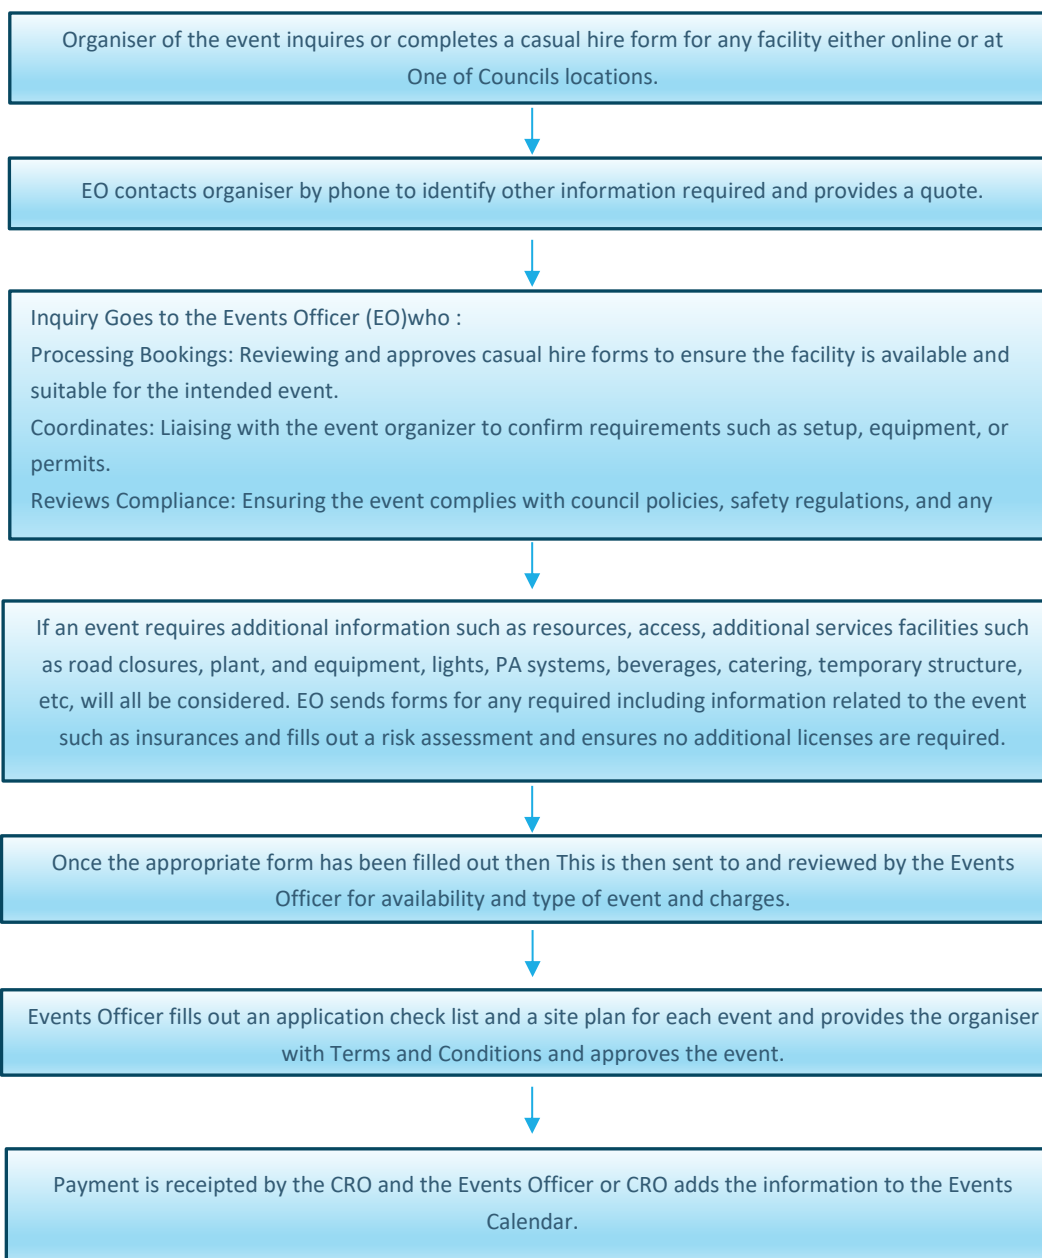 Organiser of the event inquires or completes a casual hire form for any facility either online or at
One of Councils locations.
EO contacts organiser by phone to identify other information required and provides a quote.
Inquiry Goes to the Events Officer (EO)who :
Processing Bookings: Reviewing and approves casual hire forms to ensure the facility is available and
suitable for the intended event.
Coordinates: Liaising with the event organizer to confirm requirements such as setup, equipment, or
permits.
Reviews Compliance: Ensuring the event complies with council policies, safety regulations, and any
If an event requires additional information such as resources, access, additional services facilities such
as road closures, plant, and equipment, lights, PA systems, beverages, catering, temporary structure,
etc, will all be considered. EO sends forms for any required including information related to the event
such as insurances and fills out a risk assessment and ensures no additional licenses are required.
Once the appropriate form has been filled out then This is then sent to and reviewed by the Events
Officer for availability and type of event and charges.
Events Officer fills out an application check list and a site plan for each event and provides the organiser
with Terms and Conditions and approves the event.
Payment is receipted by the CRO and the Events Officer or CRO adds the information to the Events
Calendar.